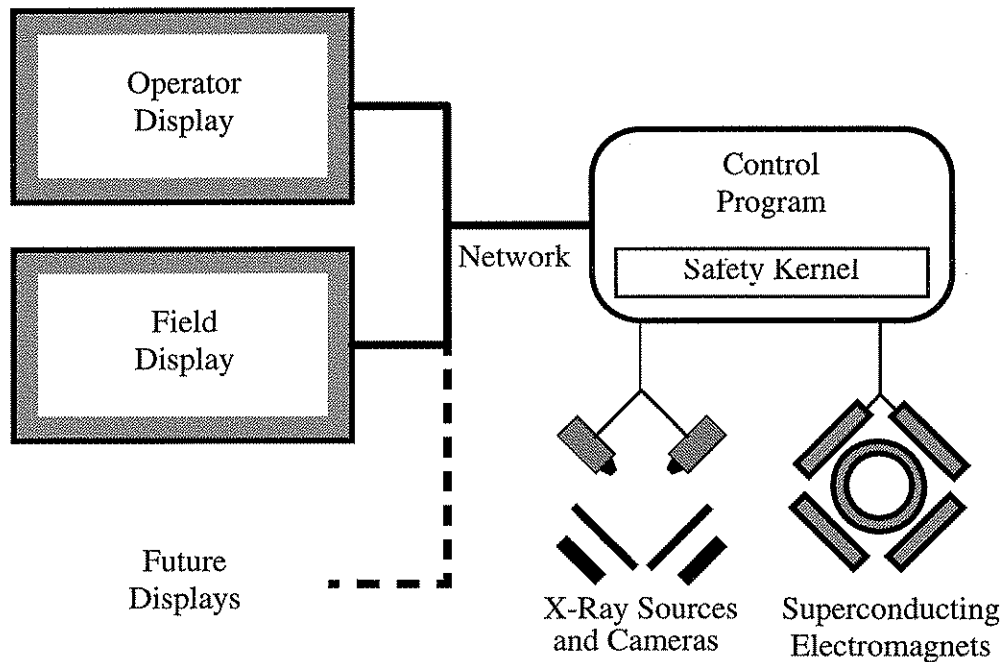 Operator
Display
Control
Program
Network
Safety Kernel
Field
Display
Future
Displays
X-Ray Sources
and Cameras
Superconducting
Electromagnets